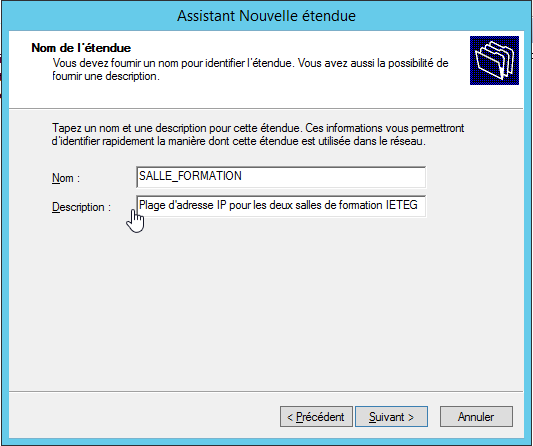 Assistant Nouvelle étendue
Nom de l'étendue
Vous devez fournir un nom pour identifier l'étendue. Vous avez aussi la possibilité de
fournir une description.
Tapez un nom et une description pour cette étendue. Ces informations vous permettront
d'identifier rapidement la manière dont cette étendue est utilisée dans le réseau.
Nom : SALLE_FORMATION
Description : Plage d'adresse IP pour les deux salles de formation IETEG
< Précédent Suivant > Annuler